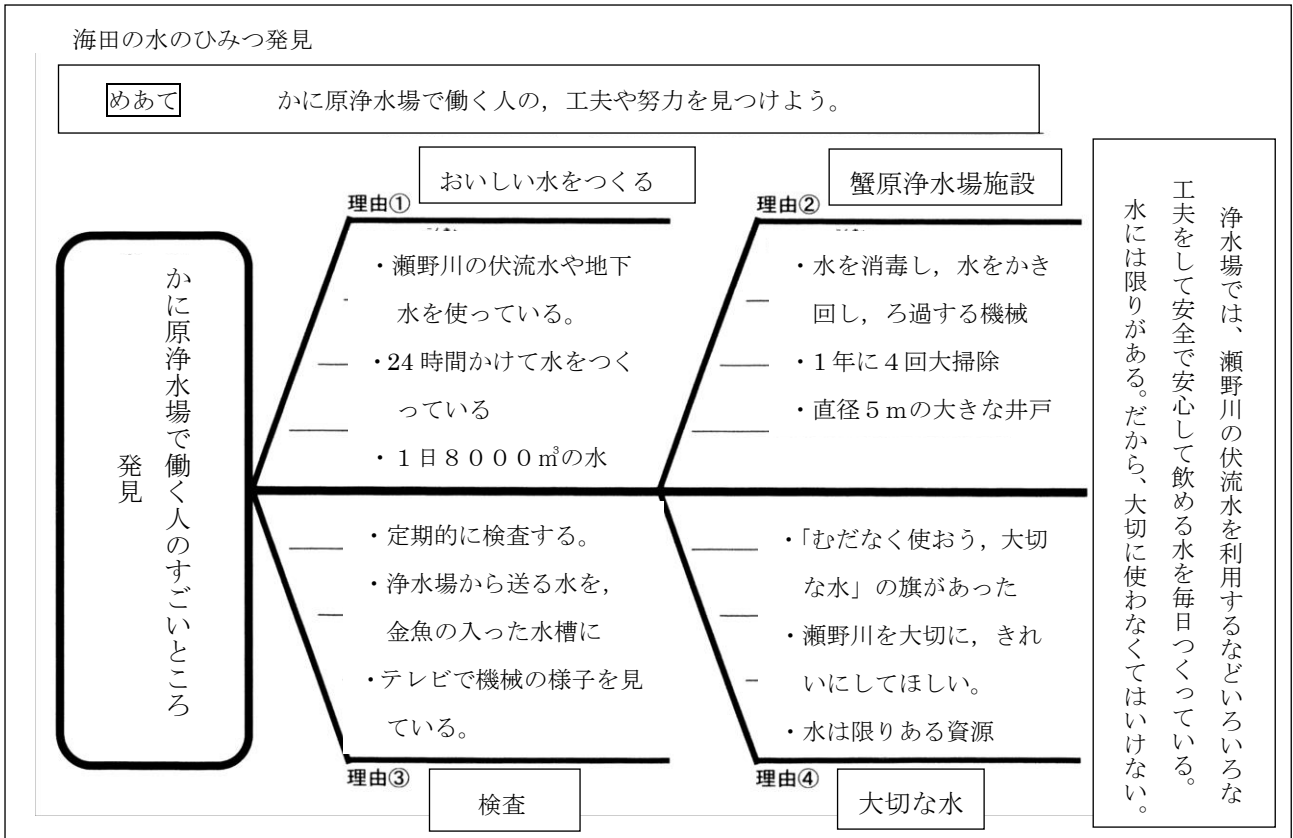 海田の水のひみつ発見
めあて　かに原浄水場で働く人の，工夫や努力を見つけよう。
かに原浄水場で働く人のすごいところ
発見
理由①
おいしい水をつくる
・瀬野川の伏流水や地下
水を使っている。
・24時間かけて水をつく
っている
・１日８０００㎥の水
理由②
蟹原浄水場施設
・水を消毒し，水をかき
回し，ろ過する機械
・１年に４回大掃除
・直径５ｍの大きな井戸
・定期的に検査する。
・浄水場から送る水を，
金魚の入った水槽に
・テレビで機械の様子を見
ている。
理由③
検査
・「むだなく使おう，大切
な水」の旗があった
・瀬野川を大切に，きれ
いにしてほしい。
・水は限りある資源
理由④
大切な水
浄水場では、瀬野川の伏流水を利用するなどいろいろな
工夫をして安全で安心して飲める水を毎日つくっている。
水には限りがある。だから、大切に使わなくてはいけない。